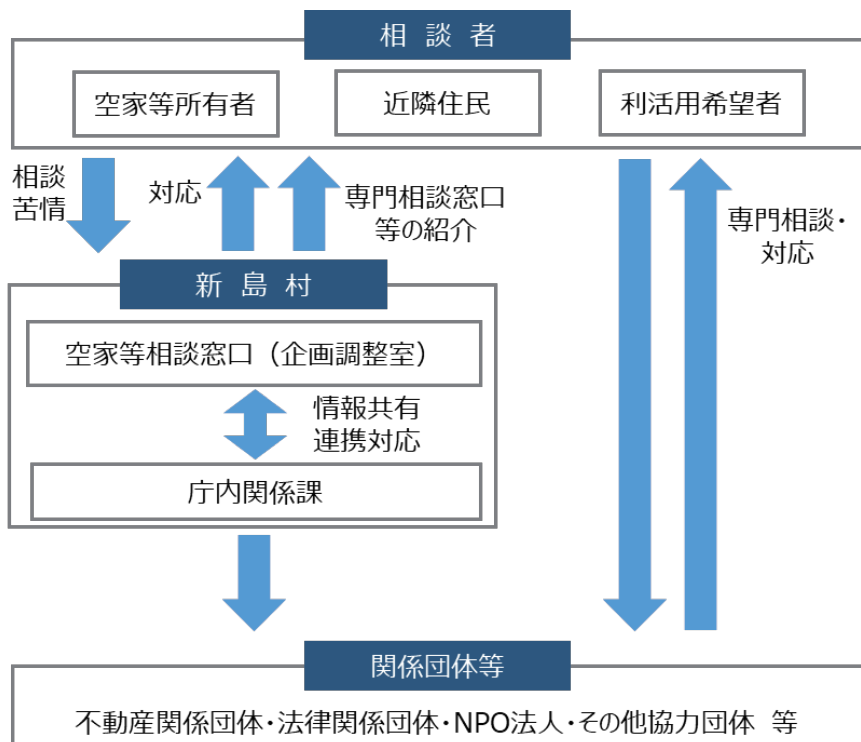 相談者
空家等所有者
近隣住民
利活用希望者
相談
苦情
対応
専門相談窓口
等の紹介
専門相談・
対応
新島村
空家等相談窓口（企画調整室）
情報共有
連携対応
庁内関係課
関係団体等
不動産関係団体・法律関係団体・NPO法人・その他協力団体 等